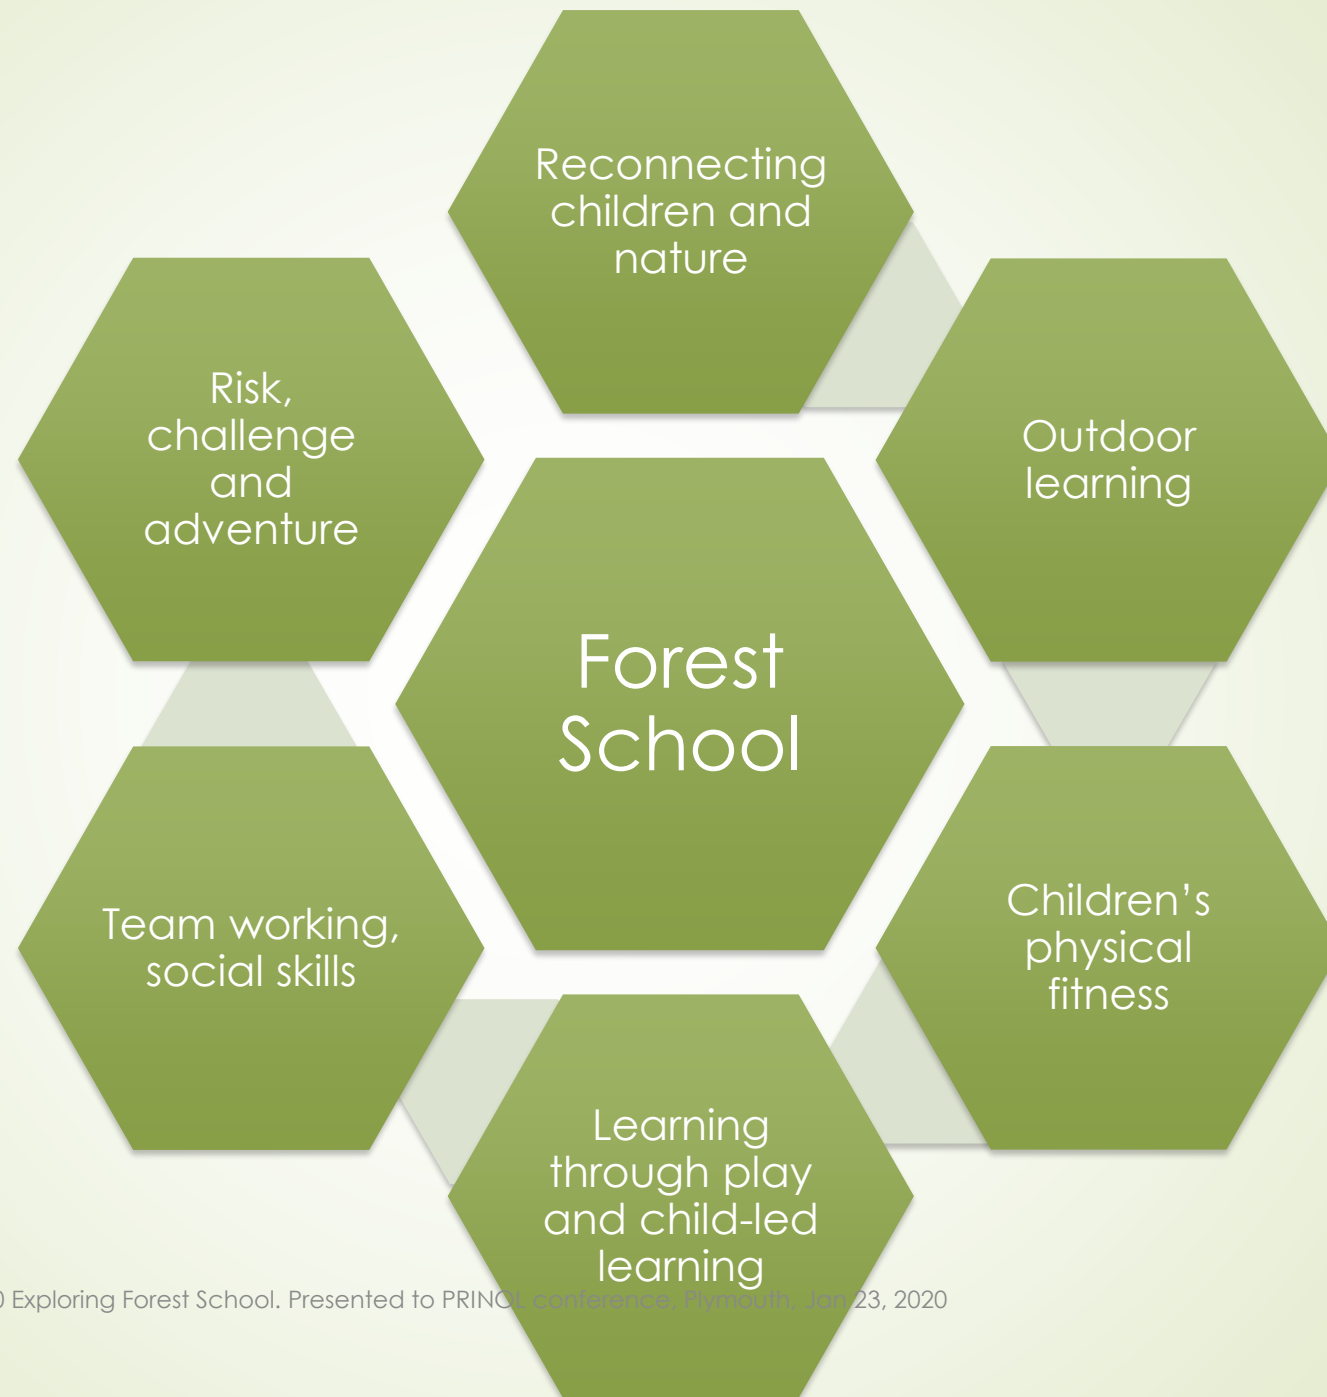 Reconnecting
children and
nature
Outdoor
learning
Children's
physical
fitness
Learning
through play
and child-led
learning
Team working,
social skills
Risk,
challenge
and
adventure
Forest
School
Exploring Forest School. Presented to PRINOL conference, Plymouth, Jan 23, 2020